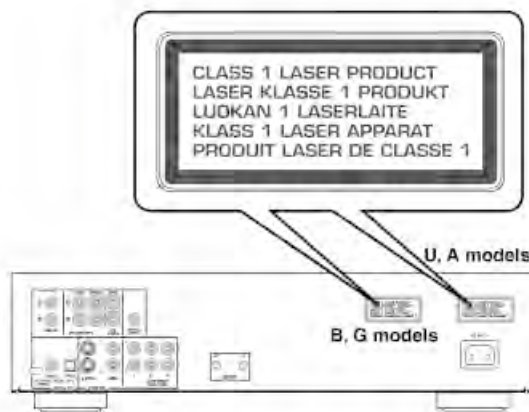 CLASS 1 LASER PRODUCT
LASER KLASSE 1 PRODUKT
LUOKAN 1 LASERLAITE
KLASS 1 LASER APPARAT
PRODUIT LASER DE CLASSE 1
U, A models
B, G models